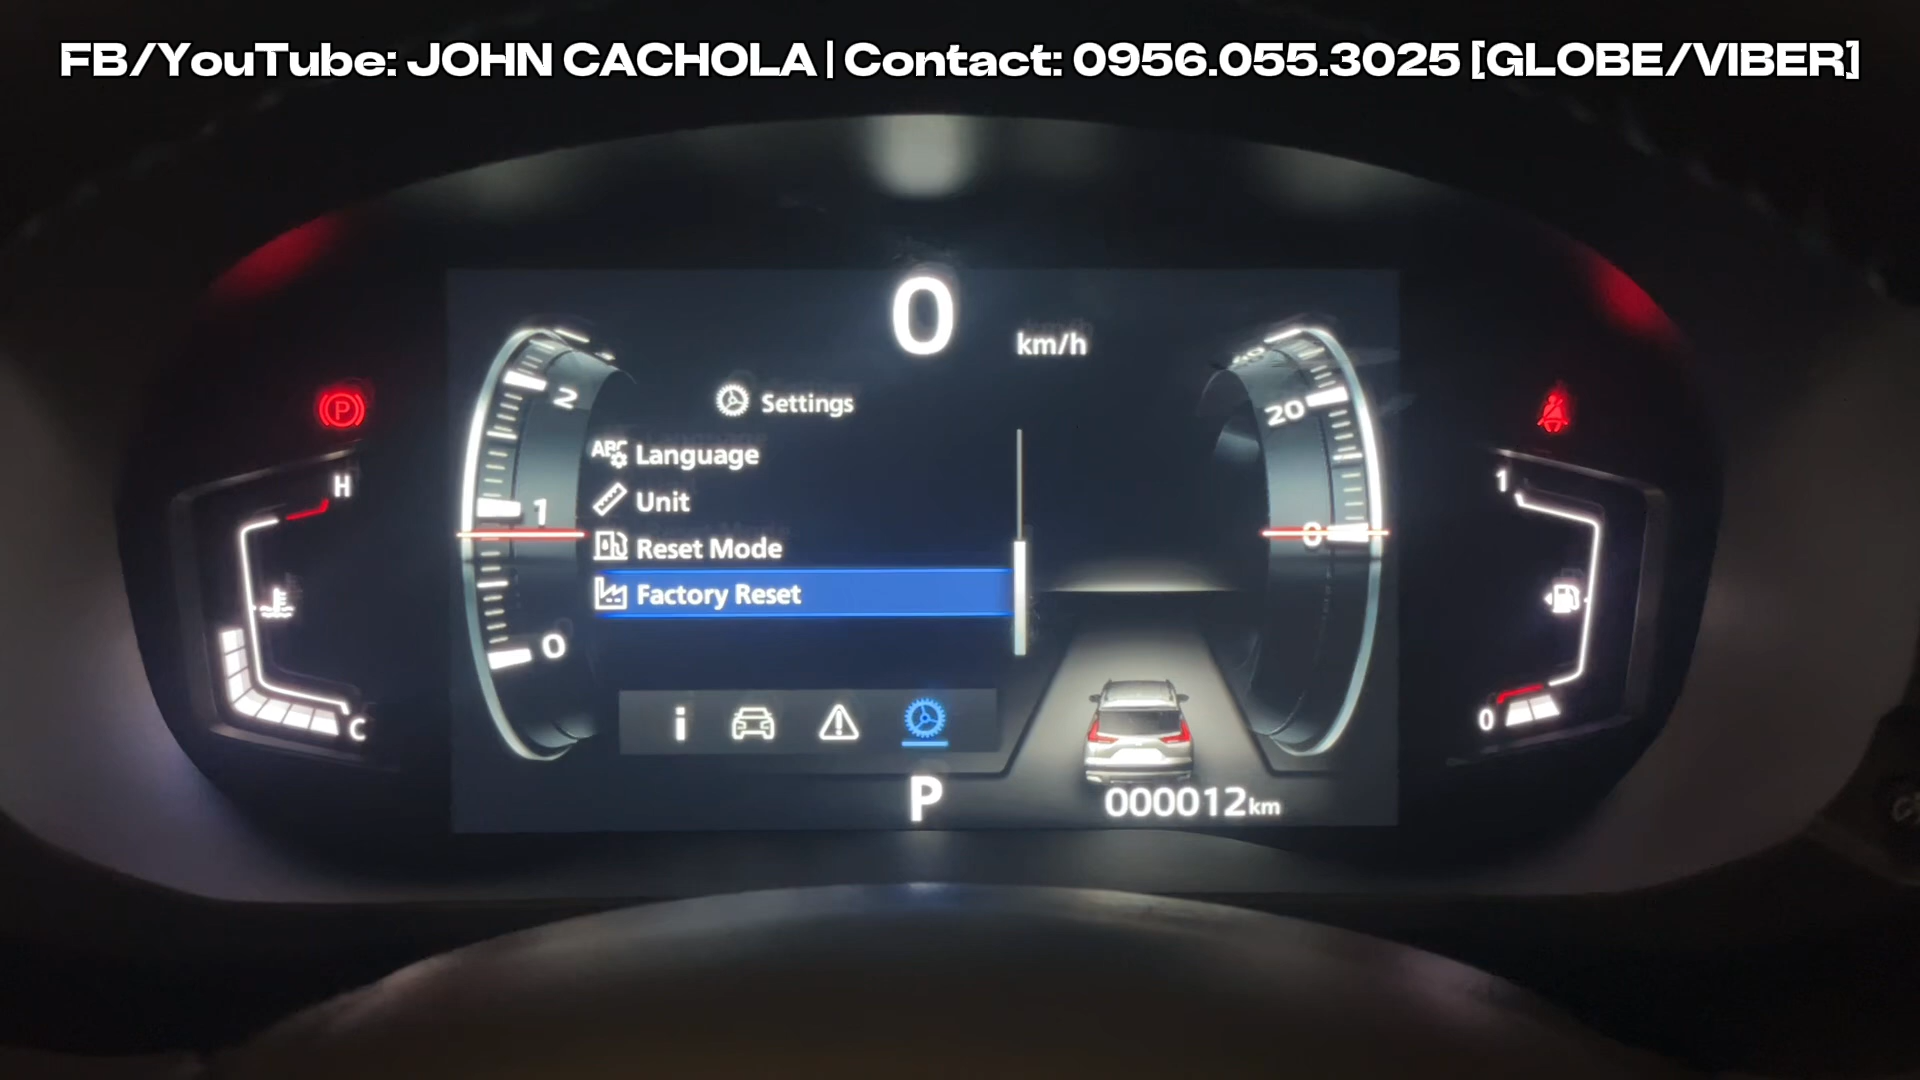 FB/YouTube: JOHN CACHOLA | Contact: 0956.055.3025 [GLOBE/VIBER]
0 km/h
Settings
ABC Language
Unit
Reset Mode
Factory Reset
2
1
0
20
0
P
H
C
1
0
i
P
000012km